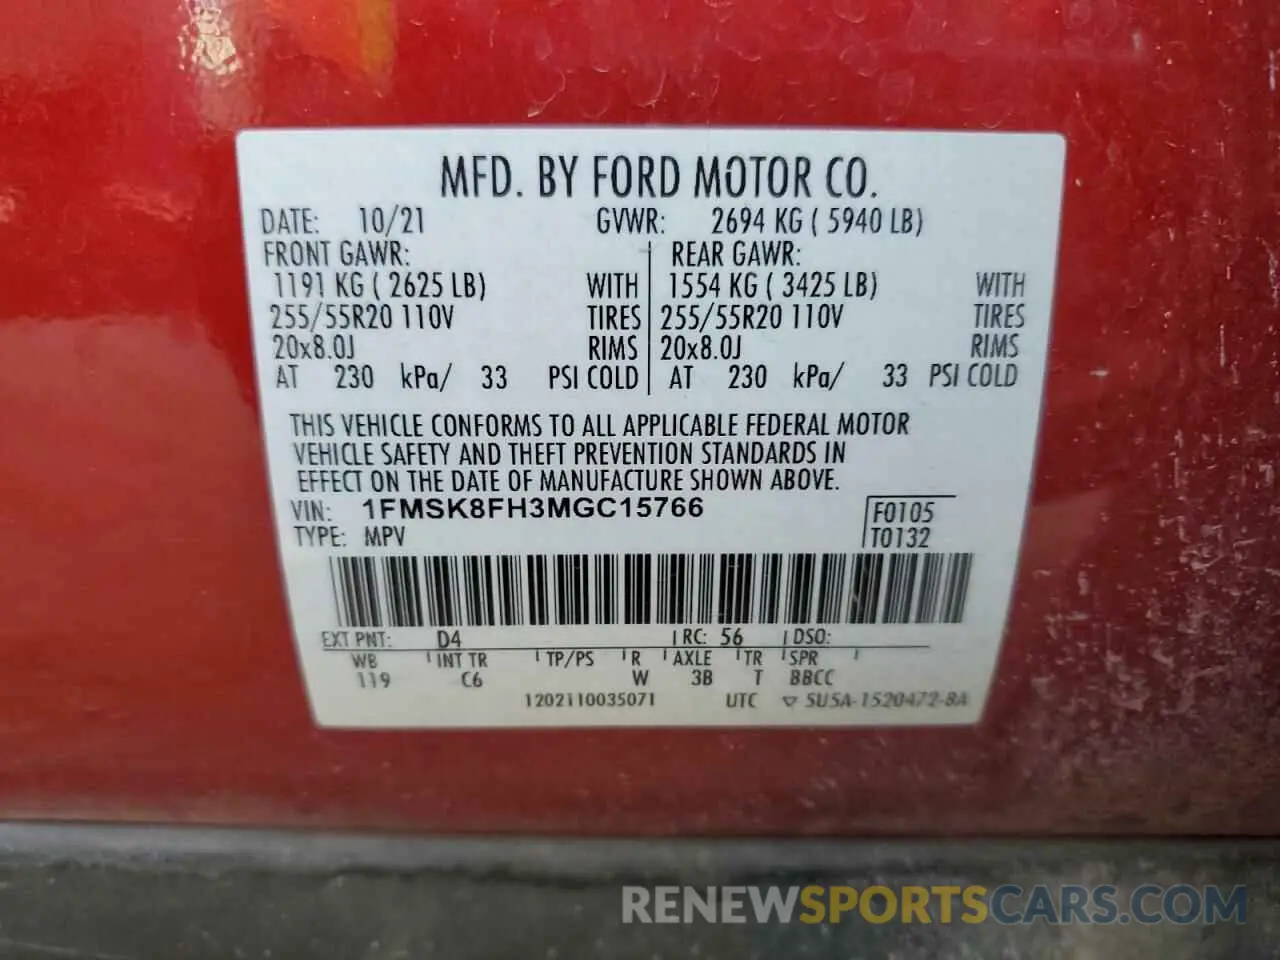 MFD. BY FORD MOTOR CO.
DATE: 10/21 GVWR: 2694 KG ( 5940 LB)
FRONT GAWR: REAR GAWR:
1191 KG ( 2625 LB) WITH 1554 KG ( 3425 LB) WITH
255/55R20 110V TIRES 255/55R20 110V TIRES
20x8.0J RIMS 20x8.0J RIMS
AT 230 kPa/ 33 PSI COLD AT 230 kPa/ 33 PSI COLD
THIS VEHICLE CONFORMS TO ALL APPLICABLE FEDERAL MOTOR
VEHICLE SAFETY AND THEFT PREVENTION STANDARDS IN
EFFECT ON THE DATE OF MANUFACTURE SHOWN ABOVE.
VIN: 1FMSK8FH3MGC15766 F0105
TYPE: MPV T0132
EXT PNT: D4 RC: 56 DSO:
WB INT TR TP/PS R AXLE TR SPR
119 C6 W 3B T BBCC
1202110035071 UTC ▽ 5U5A-1520472-8A
RENEWSPORTSCARS.COM